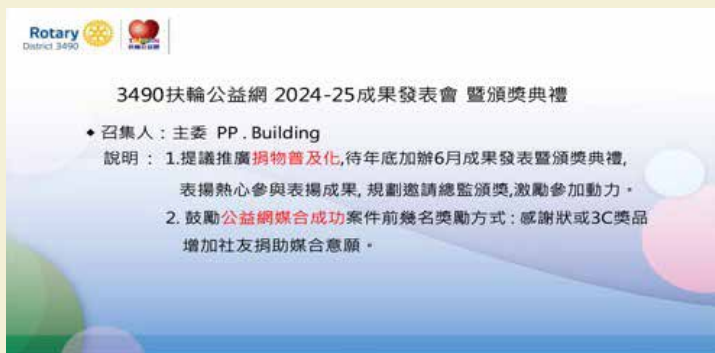 Rotary
District 3490
扶輪公益網
3490扶輪公益網 2024-25成果發表會 暨頒獎典禮
◆ 召集人：主委 PP . Building
說明： 1.提議推廣捐物普及化,待年底加辦6月成果發表暨頒獎典禮,
表揚熱心參與表揚成果, 規劃邀請總監頒獎,激勵參加動力。
2. 鼓勵公益網媒合成功案件前幾名獎勵方式：感謝狀或3C獎品
增加社友捐助媒合意願。